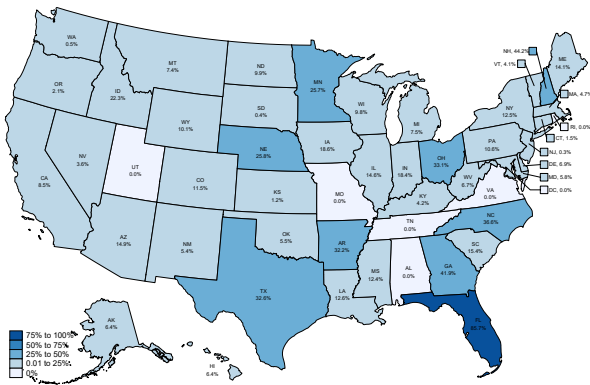 WA
0.5%
OR
2.1%
CA
8.5%
NV
3.6%
ID
22.3%
MT
7.4%
WY
10.1%
UT
0.0%
AZ
14.9%
CO
11.5%
NM
5.4%
ND
9.9%
SD
0.4%
NE
25.8%
KS
1.2%
OK
5.5%
TX
32.6%
MN
25.7%
IA
18.6%
MO
0.0%
AR
32.2%
LA
12.6%
WI
9.8%
IL
14.6%
MI
7.5%
IN
18.4%
OH
33.1%
KY
4.2%
TN
0.0%
MS
12.4%
AL
0.0%
GA
41.9%
FL
SC
15.4%
NC
36.6%
VA
0.0%
WV
6.7%
PA
10.6%
NY
12.5%
ME
14.1%
NH, 44.2%
VT, 4.1%
MA, 4.7%
RI, 0.0%
CT, 1.5%
NJ, 0.3%
DE, 6.9%
MD, 5.8%
DC, 0.0%
AK
6.4%
HI
6.4%
75% to 100%
50% to 75%
25% to 50%
0.01 to 25%
0%